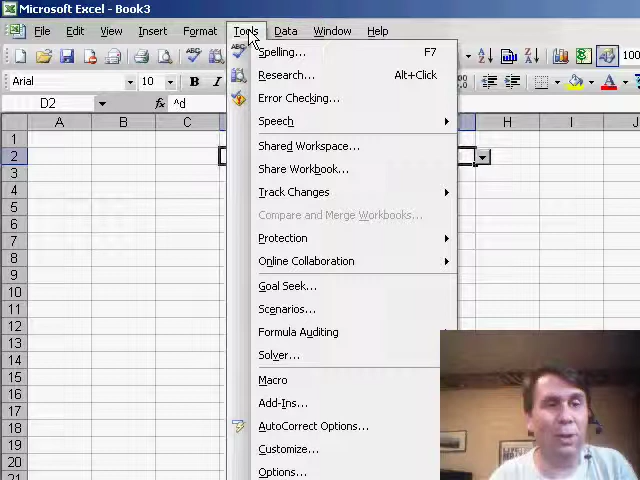 Microsoft Excel - Book3
File Edit View Insert Format Tools Data Window Help
100
Arial 10 B I
D2 fx ^d
A B C H I J
1
2
3
4
5
6
7
8
9
10
11
12
13
14
15
16
17
18
19
20
Spelling... F7
Research... Alt+Click
Error Checking...
Speech
Shared Workspace...
Share Workbook...
Track Changes
Compare and Merge Workbooks...
Protection
Online Collaboration
Goal Seek...
Scenarios...
Formula Auditing
Solver...
Macro
Add-Ins...
AutoCorrect Options...
Customize...
Options...